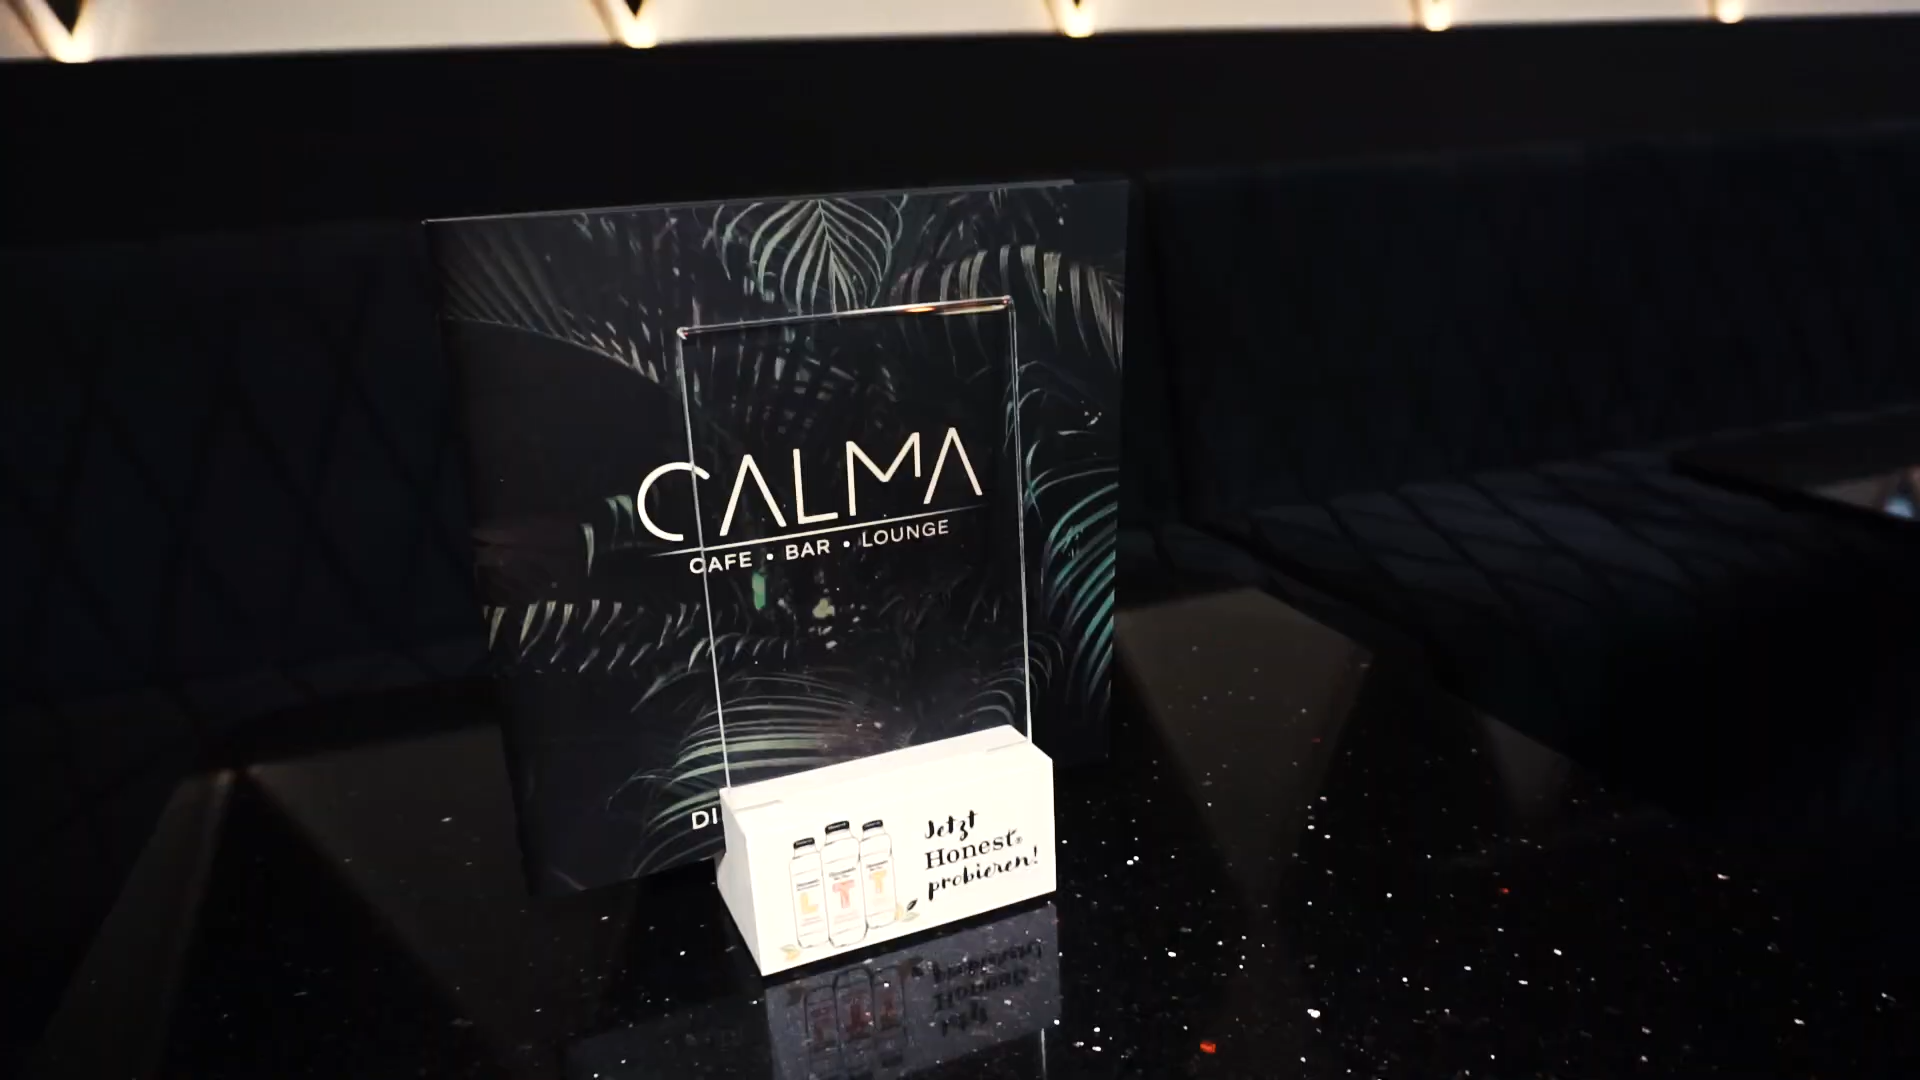 CALMA
CAFE • BAR • LOUNGE
Jetzt
Honest®
probieren!
L T T